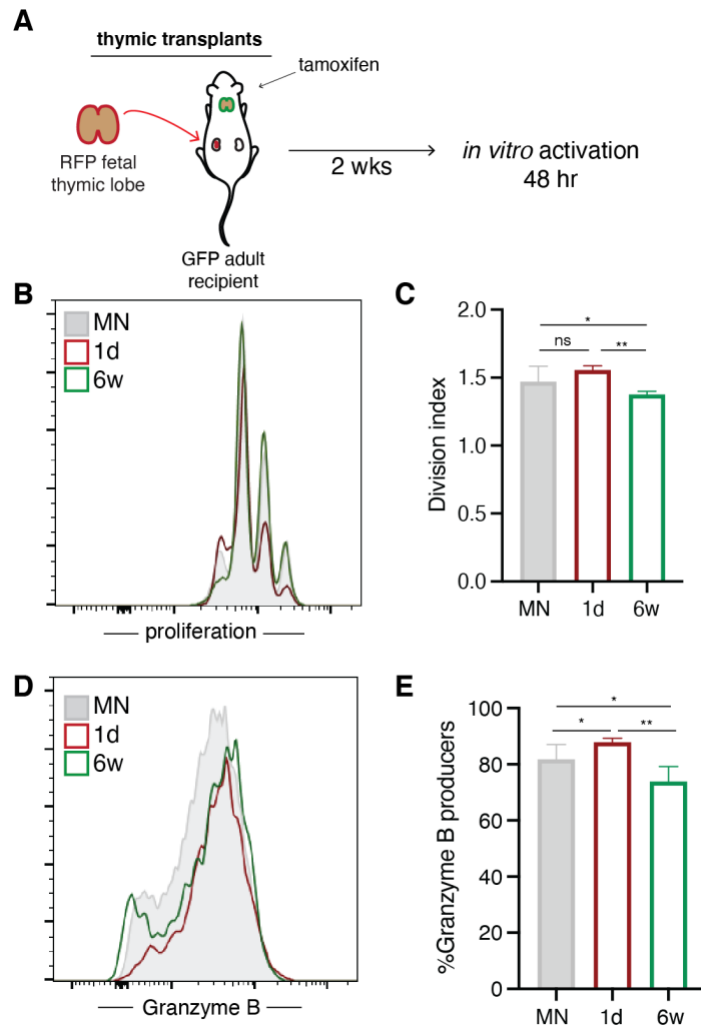 A
thymic transplants
tamoxifen
RFP fetal
thymic lobe
2 wks
in vitro activation
48 hr
GFP adult
recipient
B
MN
1d
6w
proliferation
C
2.0
1.5
1.0
0.5
0.0
Division index
*
ns
**
MN 1d 6w
D
MN
1d
6w
Granzyme B
E
100
80
60
40
20
0
%Granzyme B producers
*
* **
MN 1d 6w